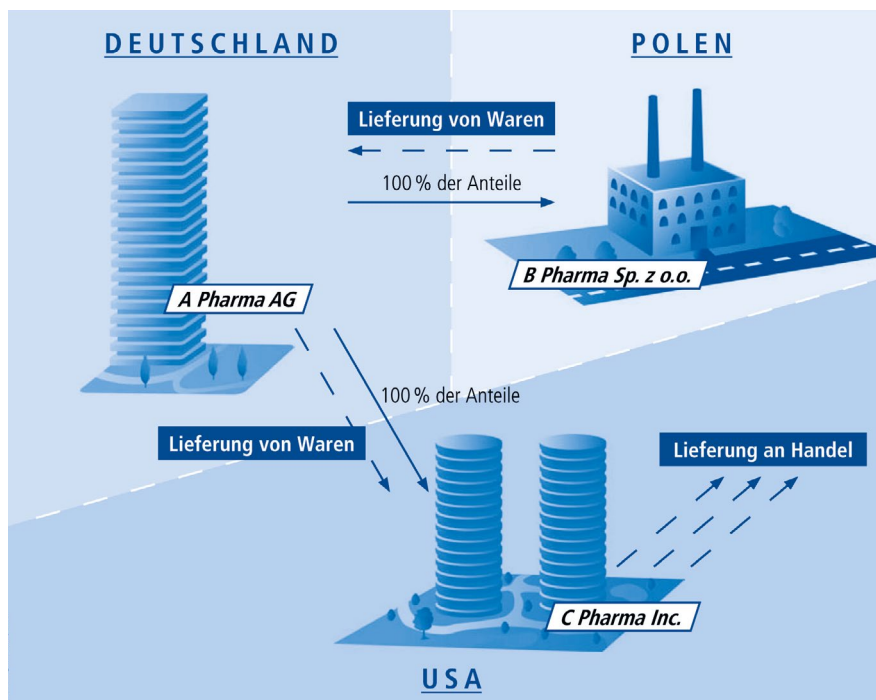 DEUTSCHLAND
POLEN
Lieferung von Waren
100 % der Anteile
A Pharma AG
B Pharma Sp. z o.o.
100 % der Anteile
Lieferung von Waren
Lieferung an Handel
C Pharma Inc.
USA